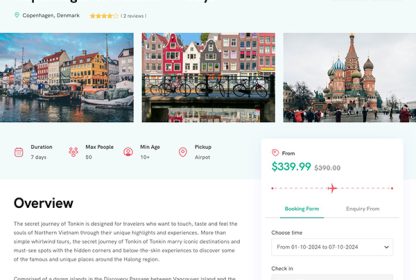 Copenhagen, Denmark
( 2 reviews )
Duration
7 days
Max People
50
Min Age
10+
Pickup
Airpot
From
$339.99 $390.00
Booking Form
Enquiry From
Choose time
From 01-10-2024 to 07-10-2024
Check in
Overview
The secret journey of Tonkin is designed for travelers who want to touch, taste and feel the
souls of Northern Vietnam through their unique highlights and experiences. More than
simple whirlwind tours, the secret journey of Tonkin of Tonkin marry iconic destinations and
must-see spots with the hidden corners and below-the-skin experiences to discover some
of the famous and unique places around the Halong region.